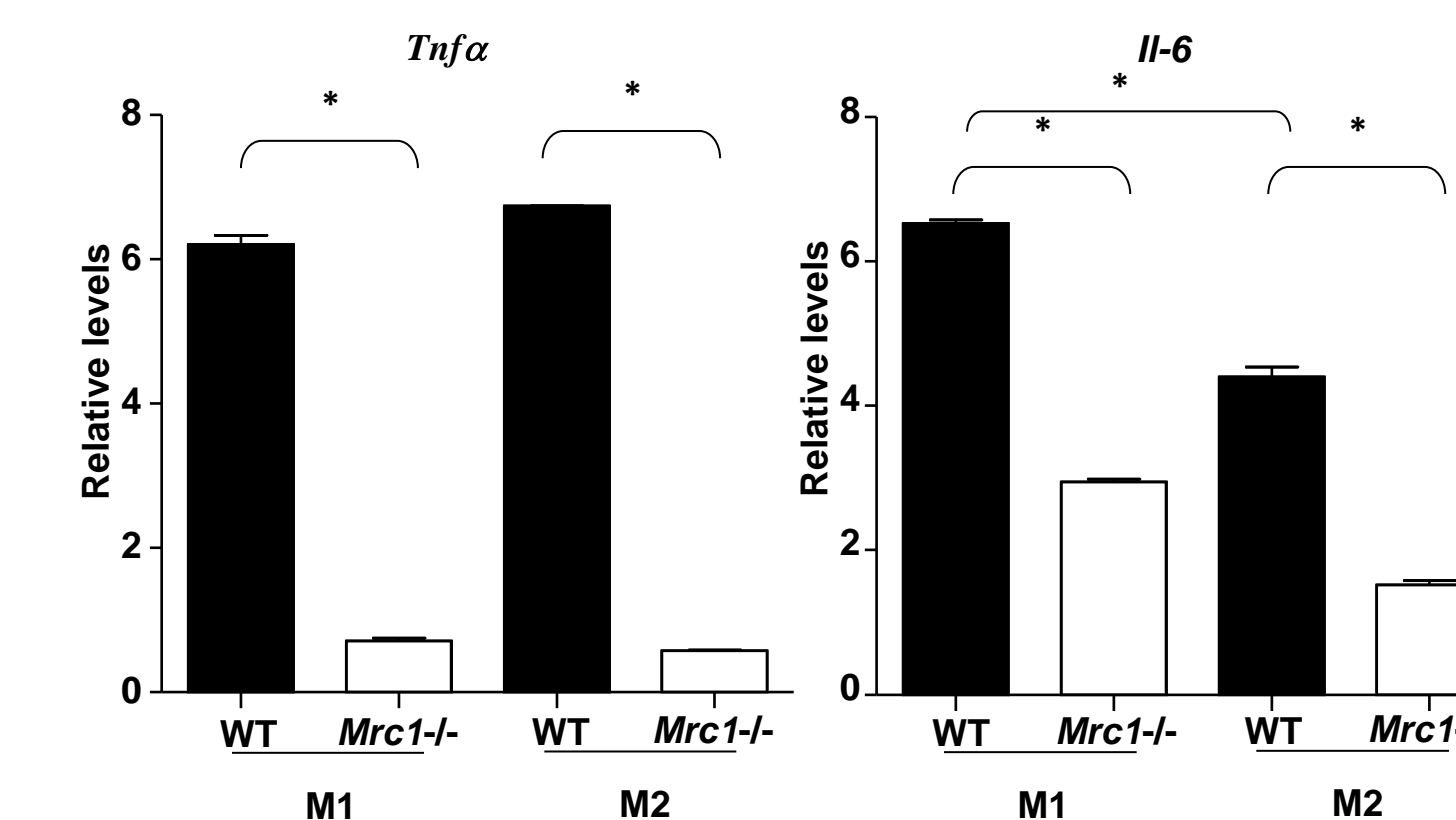 Tnfα
*
*
8
6
4
2
0
Relative levels
WT
Mrc1-/-
WT
Mrc1-/-
M1
M2
Il-6
*
*
*
8
6
4
2
0
Relative levels
WT
Mrc1-/-
WT
Mrc1-
M1
M2